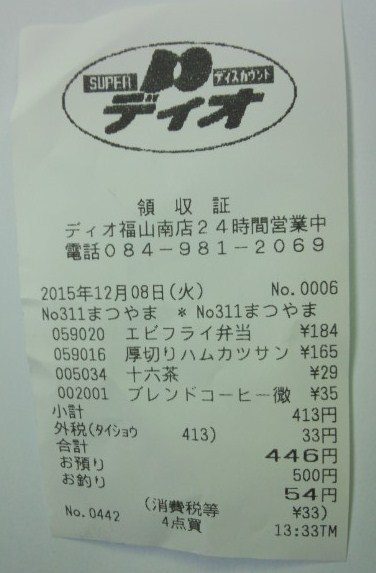 SUPER ディスカウント
ディオ
領収証
ディオ福山南店２４時間営業中
電話０８４－９８１－２０６９
2015年12月08日(火) No.0006
No311まつやま ＊No311まつやま
059020 エビフライ弁当 ¥184
059016 厚切りハムカツサン ¥165
005034 十六茶 ¥29
002001 ブレンドコーヒー微 ¥35
小計 413円
外税(タイショウ 413) 33円
合計 446円
お預り 500円
お釣り 54円
(消費税等 ¥33)
No.0442 4点買 13:33TM